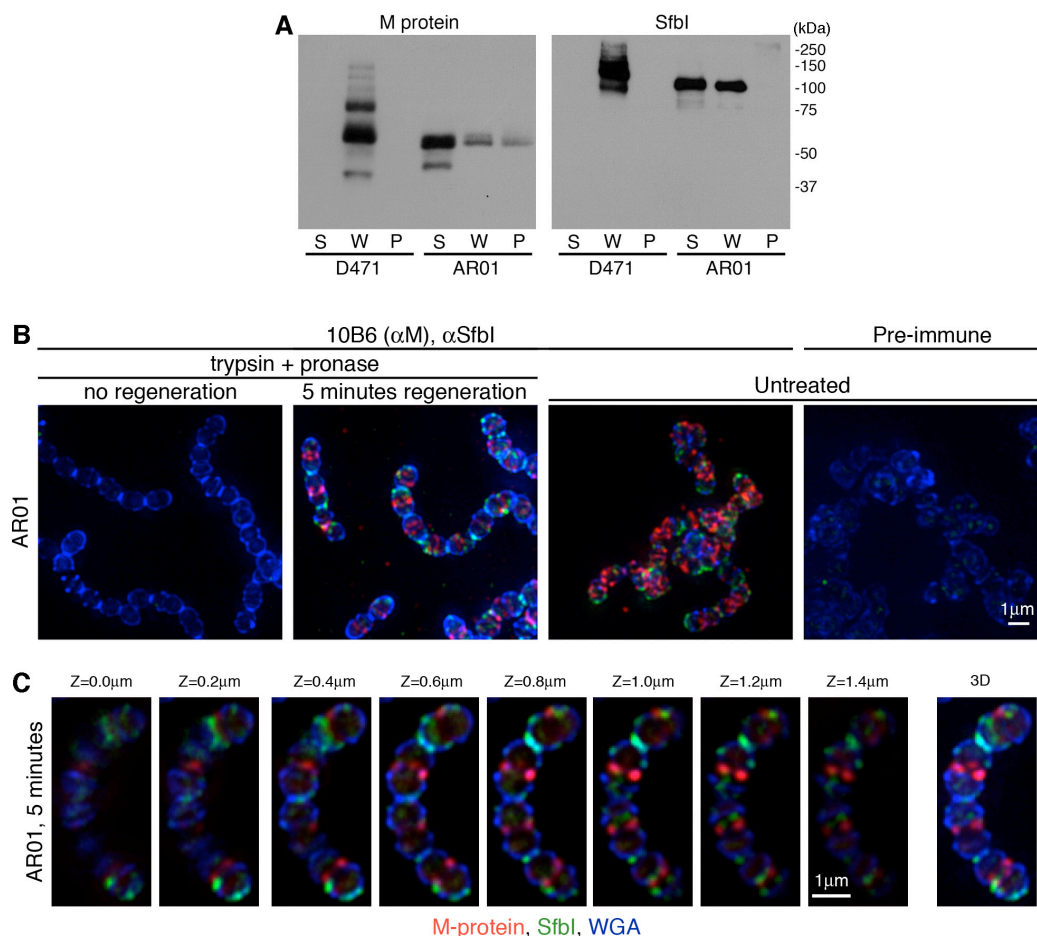 A
M protein
SfbI
(kDa)
-250
-150
-100
-75
-50
-37
S W P S W P S W P S W P
D471 AR01 D471 AR01
B
10B6 (αM), αSfbI
Pre-immune
trypsin + pronase
no regeneration
5 minutes regeneration
Untreated
AR01
1μm
C
Z=0.0μm Z=0.2μm Z=0.4μm Z=0.6μm Z=0.8μm Z=1.0μm Z=1.2μm Z=1.4μm 3D
AR01, 5 minutes
1μm
M-protein, SfbI, WGA